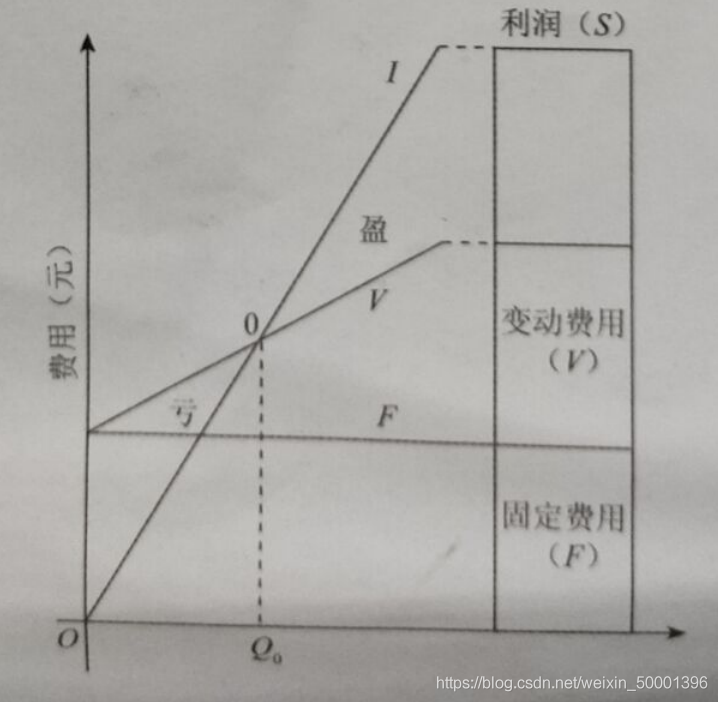 利润（S）
I
盈
费用（元）
0
V
变动费用
（V）
亏
F
固定费用
（F）
O
Q₀
https://blog.csdn.net/weixin_50001396